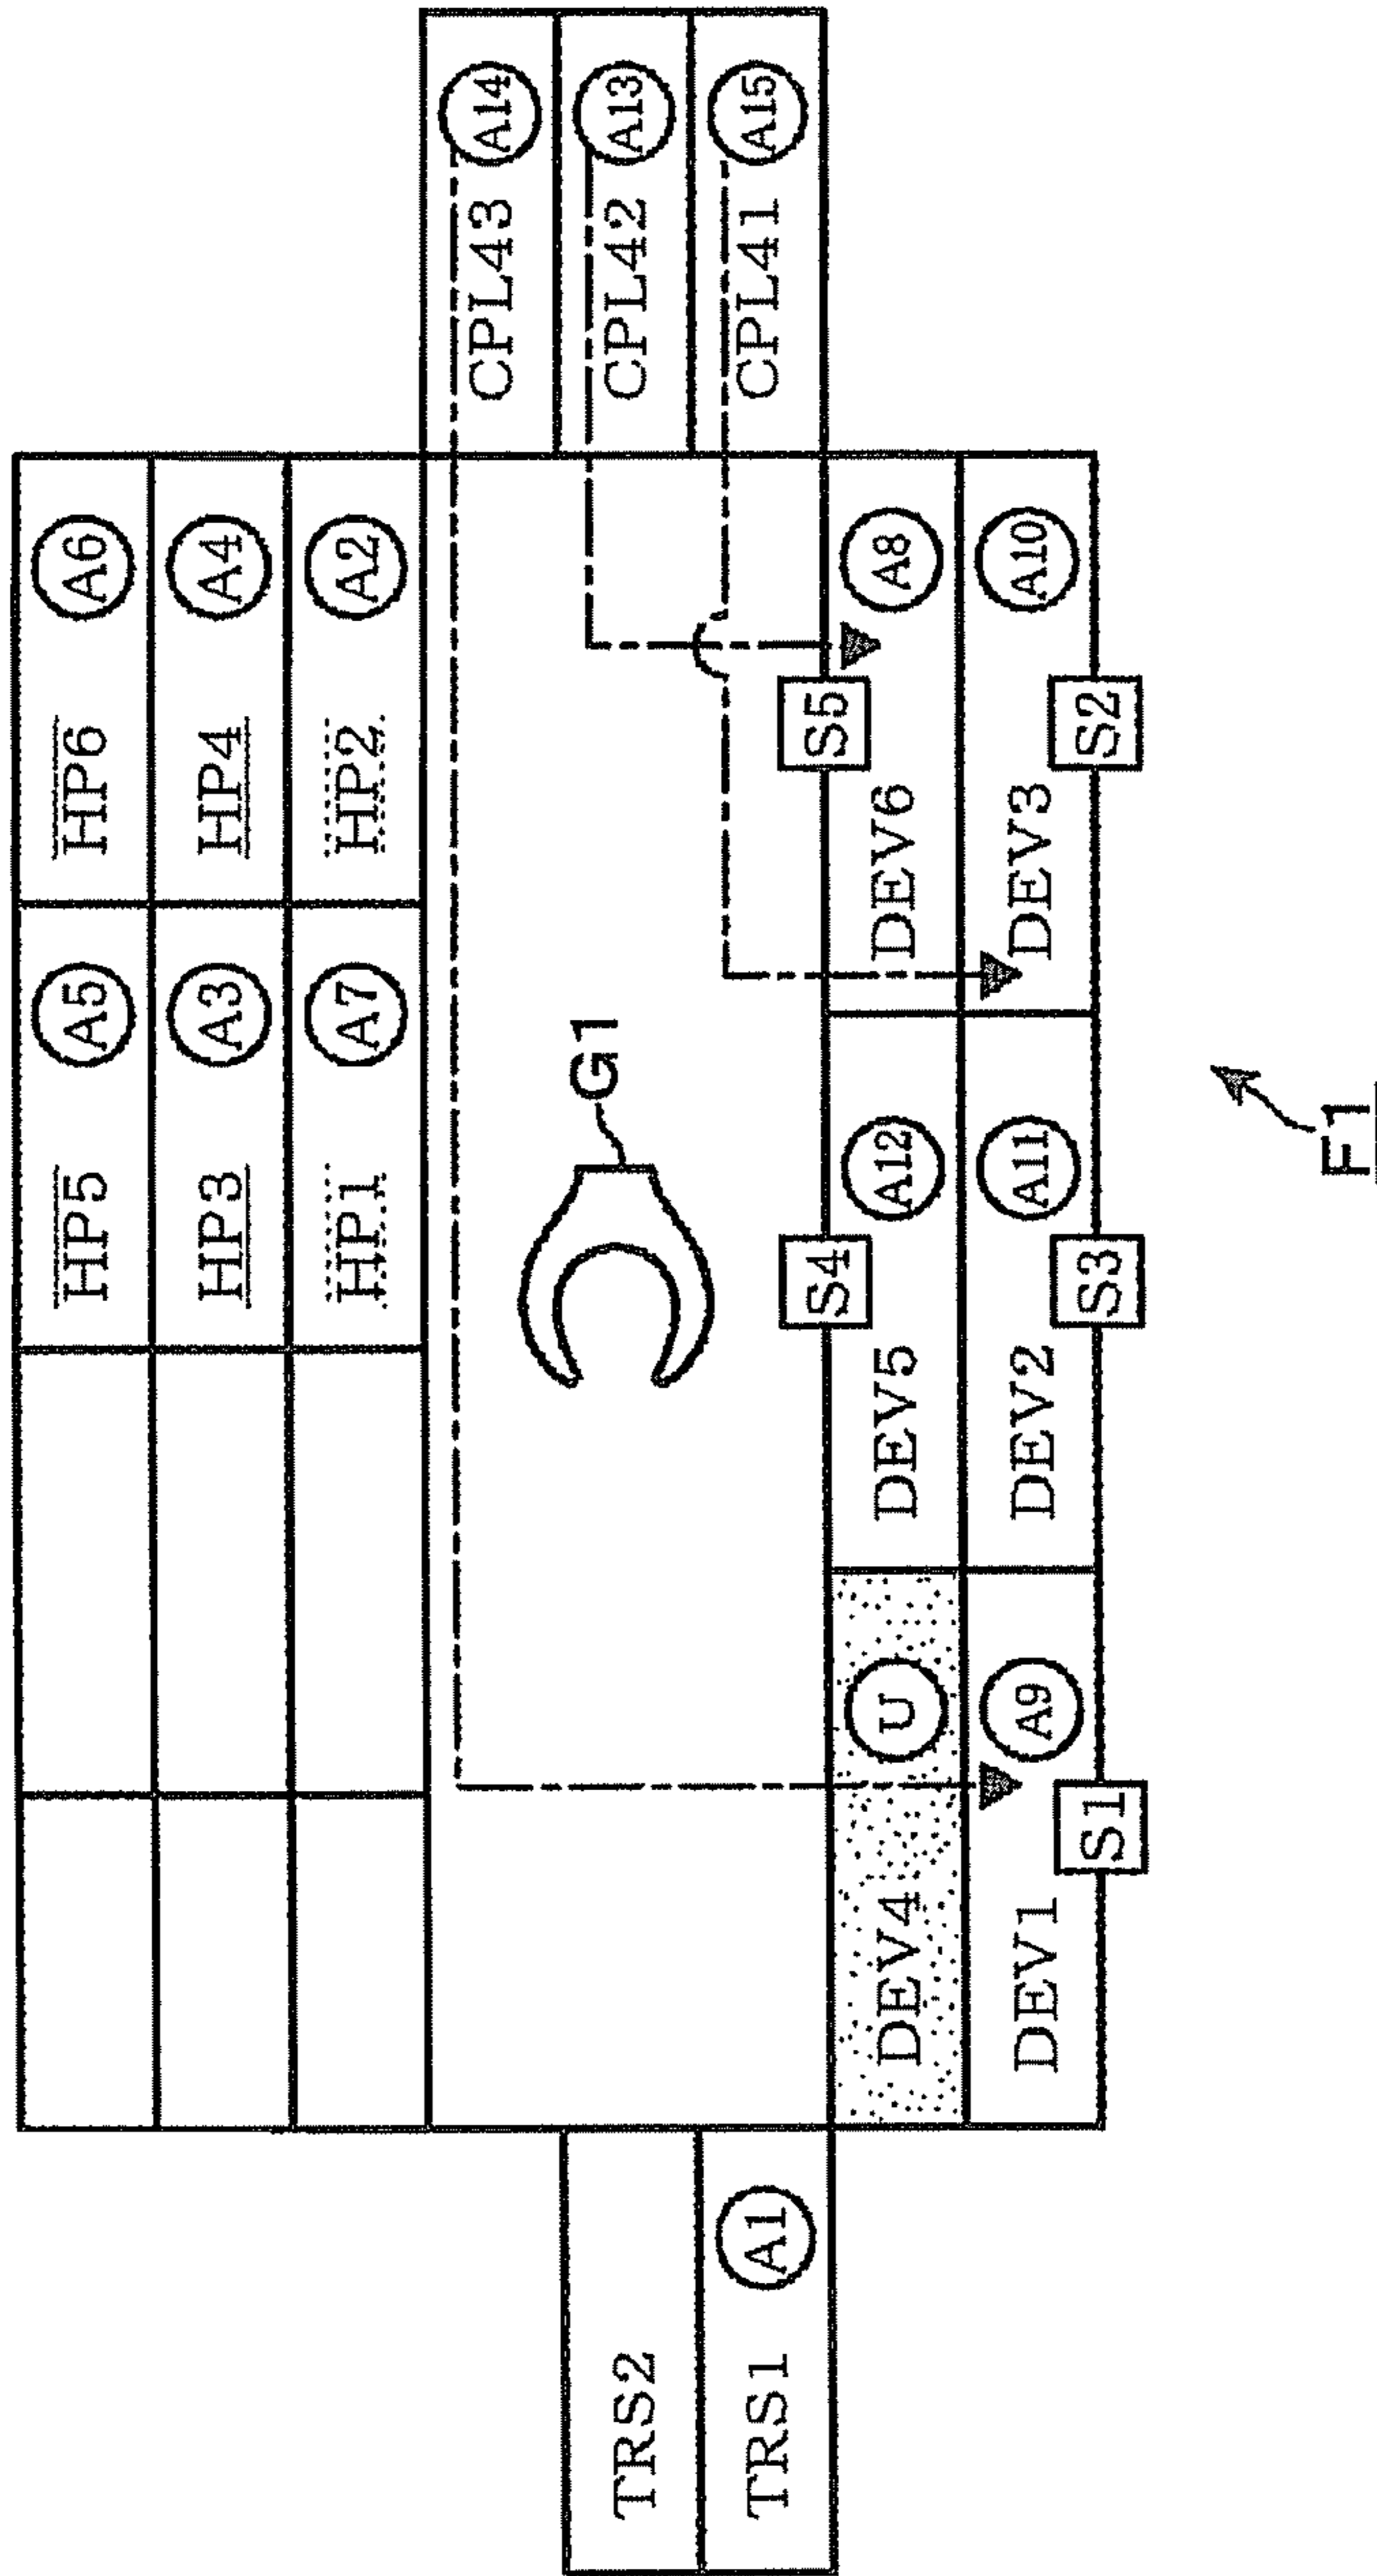 HP5 A5 HP6 A6
HP3 A3 HP4 A4
HP1 A7 HP2 A2
CPL43 A14
G1
TRS2 CPL42 A13
TRS1 A1 CPL41 A15
S4 S5
DEV4 U DEV5 A12 DEV6 A8
DEV1 A9 DEV2 A11 DEV3 A10
S1 S3 S2
F1